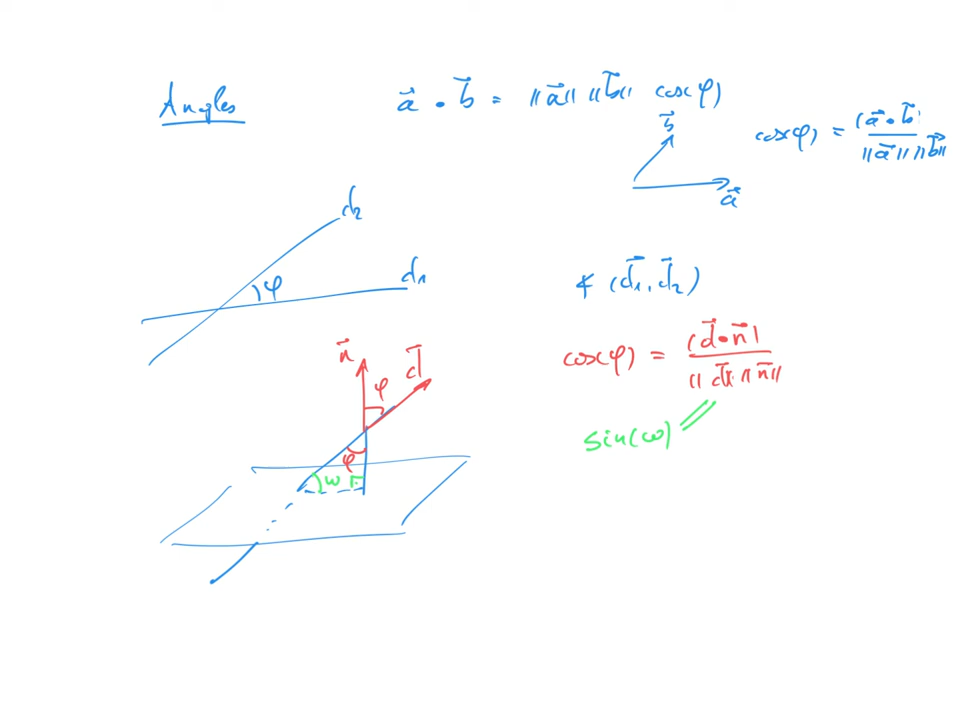 Angles
a⃗ • b⃗ = ||a⃗|| ||b⃗|| cos(φ)
b⃗
a⃗
cos(φ) = (a⃗ • b⃗) / ||a⃗|| ||b⃗||
d₂
φ
d₁
∢ (d⃗₁, d⃗₂)
n⃗
d⃗
φ
φ
ω
cos(φ) = (d⃗ • n⃗) / ||d⃗|| ||n⃗||
sin(ω) =